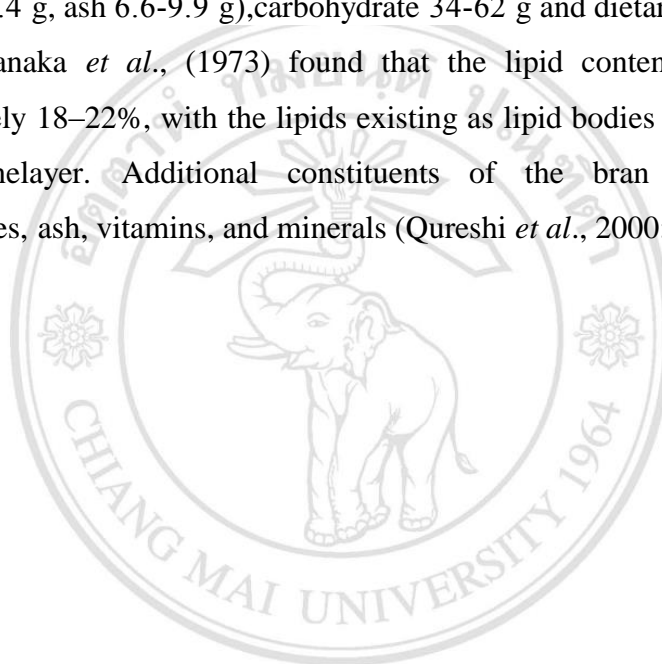 .4 g, ash 6.6-9.9 g),carbohydrate 34-62 g and dietar
anaka et al., (1973) found that the lipid conten
ely 18–22%, with the lipids existing as lipid bodies
nelayer. Additional constituents of the bran
es, ash, vitamins, and minerals (Qureshi et al., 2000
CHIANG MAI UNIVERSITY 1964